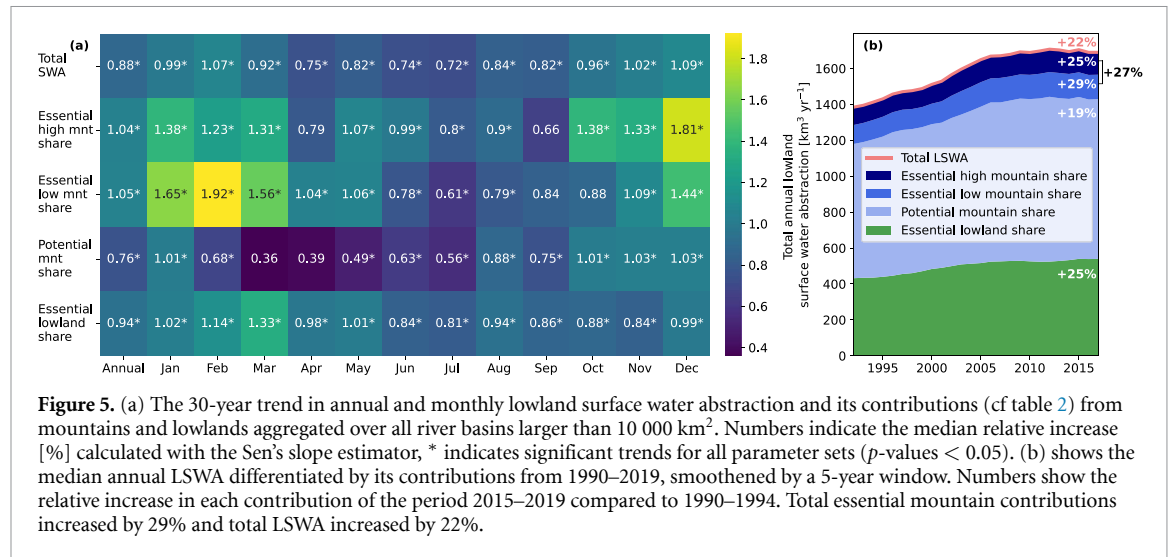 (a)
Total
SWA
0.88* 0.99* 1.07* 0.92* 0.75* 0.82* 0.74* 0.72* 0.84* 0.82* 0.96* 1.02* 1.09*
Essential
high mnt
share
1.04* 1.38* 1.23* 1.31* 0.79 1.07* 0.99* 0.8* 0.9* 0.66 1.38* 1.33* 1.81*
Essential
low mnt
share
1.05* 1.65* 1.92* 1.56* 1.04* 1.06* 0.78* 0.61* 0.79* 0.84 0.88 1.09* 1.44*
Potential
mnt
share
0.76* 1.01* 0.68* 0.36 0.39 0.49* 0.63* 0.56* 0.88* 0.75* 1.01* 1.03* 1.03*
Essential
lowland
share
0.94* 1.02* 1.14* 1.33* 0.98* 1.01* 0.84* 0.81* 0.94* 0.86* 0.88* 0.84* 0.99*
Annual Jan Feb Mar Apr May Jun Jul Aug Sep Oct Nov Dec
1.8
1.6
1.4
1.2
1.0
0.8
0.6
0.4
(b)
Total annual lowland
surface water abstraction [km³ yr⁻¹]
1600
1400
1200
1000
800
600
400
200
0
1995 2000 2005 2010 2015
+22%
+25%
+27%
+29%
+19%
Total LSWA
Essential high mountain share
Essential low mountain share
Potential mountain share
Essential lowland share
+25%
Figure 5. (a) The 30-year trend in annual and monthly lowland surface water abstraction and its contributions (cf table 2) from
mountains and lowlands aggregated over all river basins larger than 10 000 km². Numbers indicate the median relative increase
[%] calculated with the Sen's slope estimator, * indicates significant trends for all parameter sets (p-values < 0.05). (b) shows the
median annual LSWA differentiated by its contributions from 1990–2019, smoothened by a 5-year window. Numbers show the
relative increase in each contribution of the period 2015–2019 compared to 1990–1994. Total essential mountain contributions
increased by 29% and total LSWA increased by 22%.